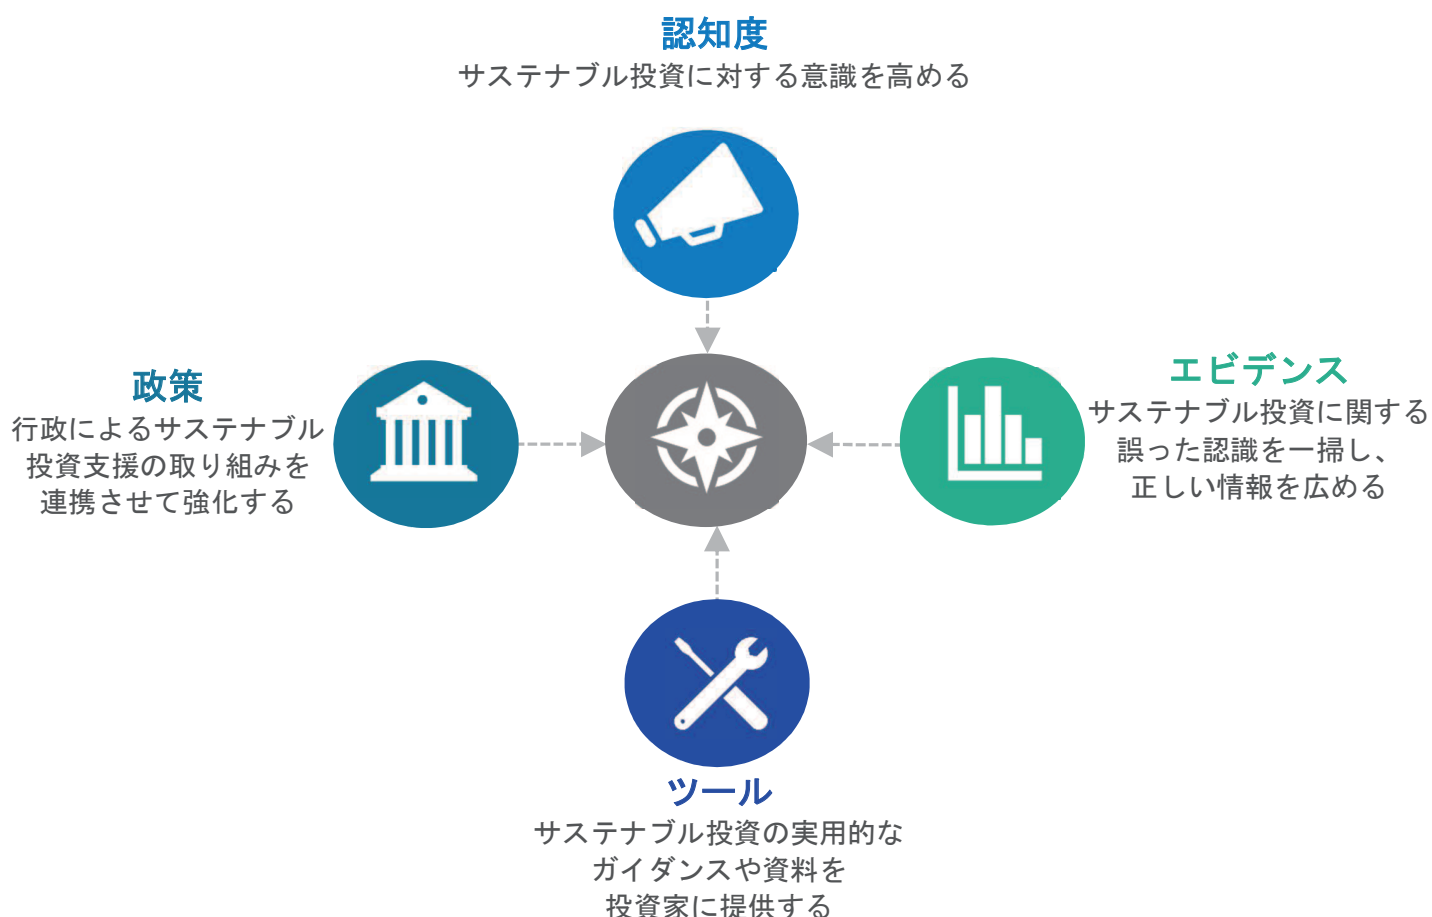 認知度
サステナブル投資に対する意識を高める
政策
行政によるサステナブル
投資支援の取り組みを
連携させて強化する
エビデンス
サステナブル投資に関する
誤った認識を一掃し、
正しい情報を広める
ツール
サステナブル投資の実用的な
ガイダンスや資料を
投資家に提供する